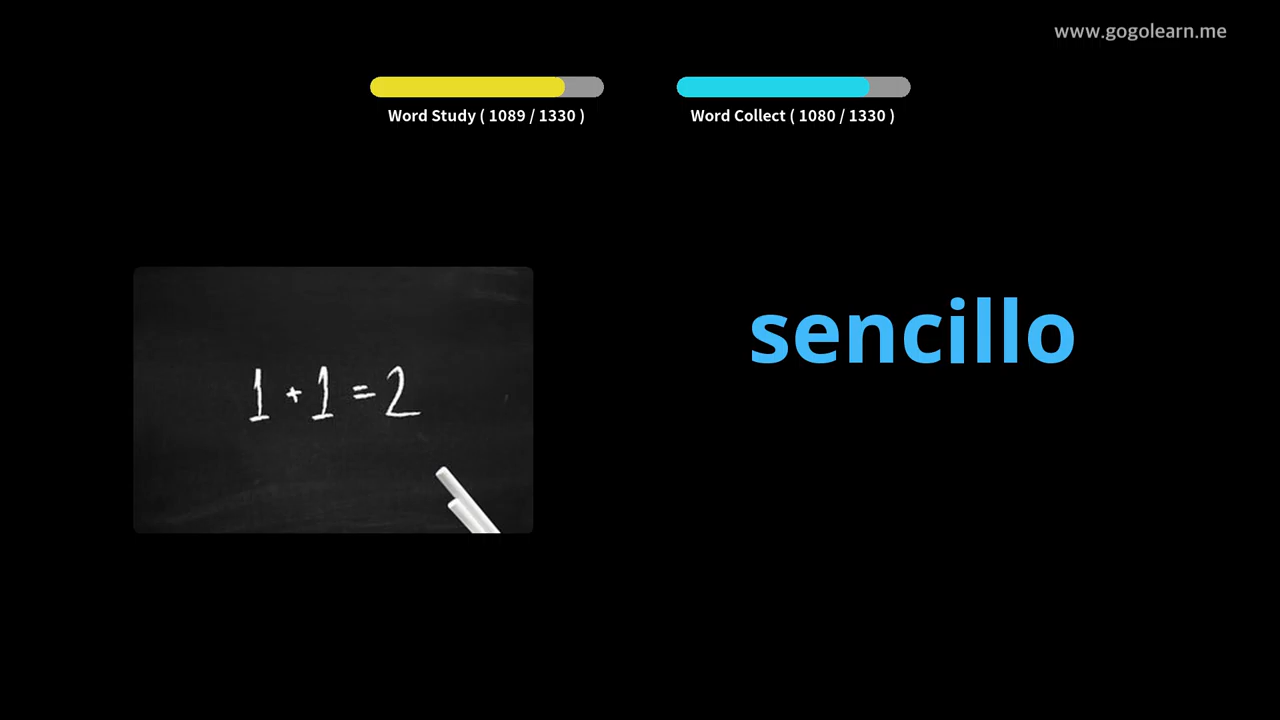 www.gogolearn.me
Word Study ( 1089 / 1330 )
Word Collect ( 1080 / 1330 )
sencillo
1 + 1 = 2